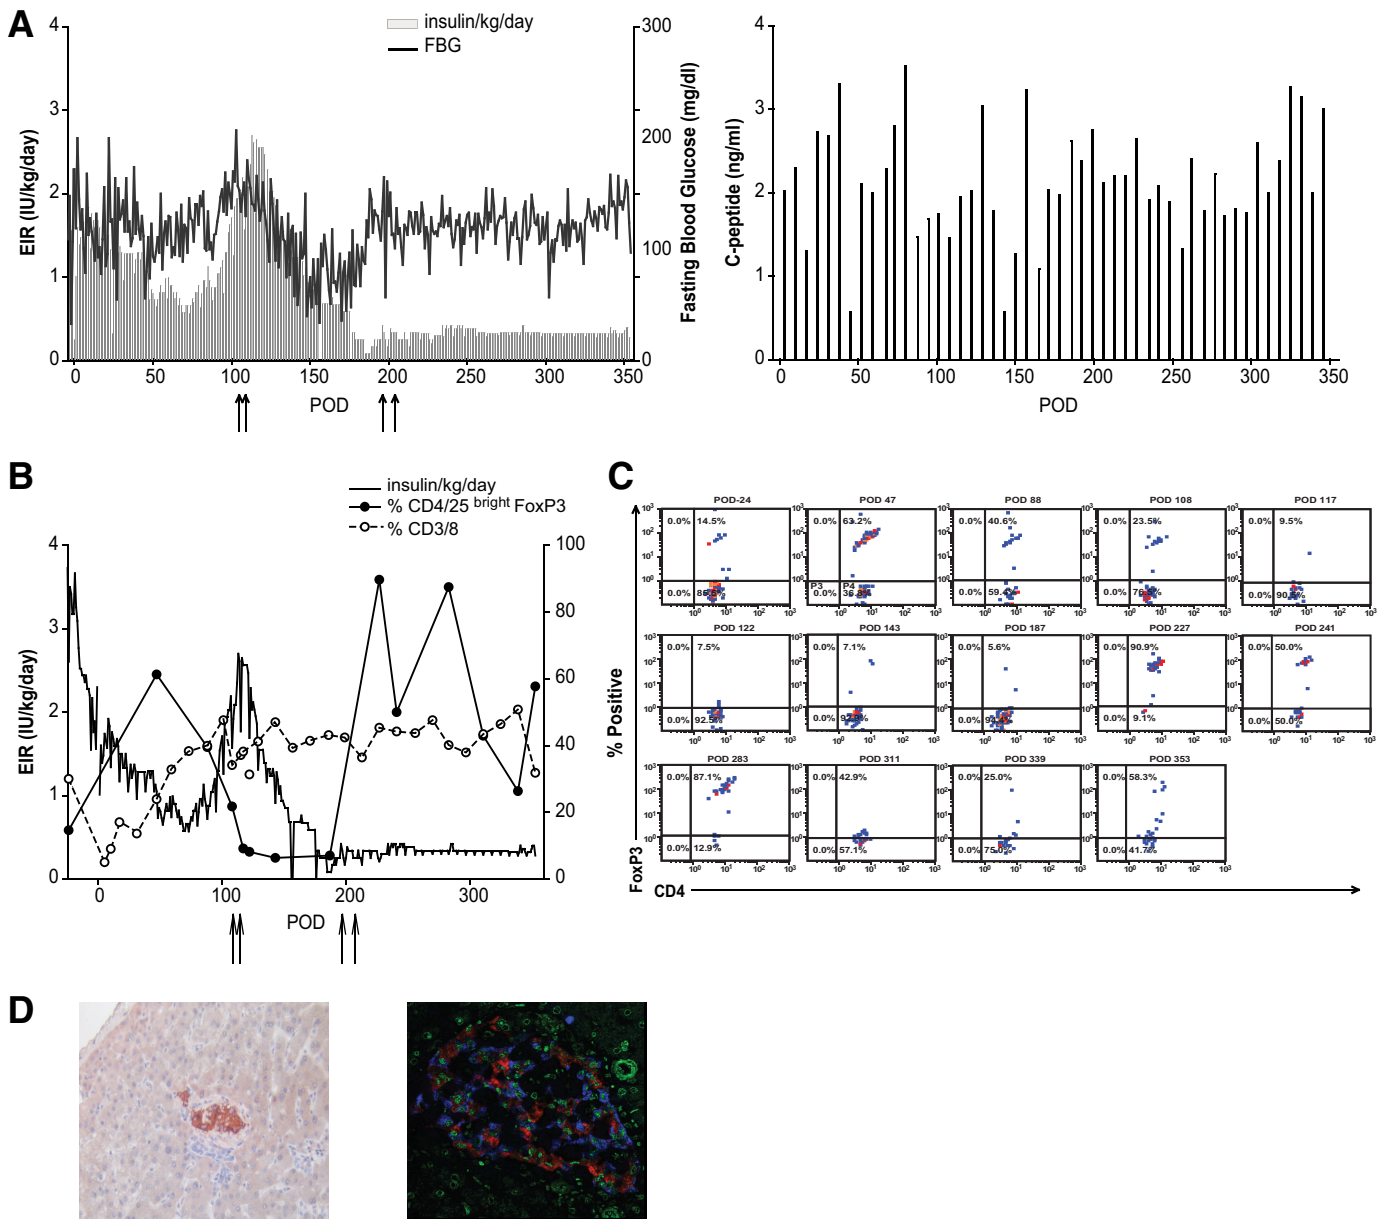 A
insulin/kg/day
FBG
EIR (IU/kg/day)
4
3
2
1
0
300
200
100
0
Fasting Blood Glucose (mg/dl)
0 50 100 150 200 250 300 350
POD
C-peptide (ng/ml)
4
3
2
1
0
0 50 100 150 200 250 300 350
POD
B
insulin/kg/day
% CD4/25 bright FoxP3
% CD3/8
EIR (IU/kg/day)
4
3
2
1
0
100
80
60
40
20
0
% Positive
0 100 200 300
POD
C
FoxP3
CD4
POD-24
0.0% 14.5%
0.0%
POD 47
0.0% 63.2%
P3 P4
0.0% 36.8%
POD 88
0.0% 40.6%
0.0% 59.4%
POD 108
0.0% 23.5%
0.0%
POD 117
0.0% 9.5%
0.0%
POD 122
0.0% 7.5%
0.0% 92.5%
POD 143
0.0% 7.1%
0.0% 92.9%
POD 187
0.0% 5.6%
0.0%
POD 227
0.0% 90.9%
0.0% 9.1%
POD 241
0.0% 50.0%
0.0% 50.0%
POD 283
0.0% 87.1%
0.0% 12.9%
POD 311
0.0% 42.9%
0.0% 57.1%
POD 339
0.0% 25.0%
0.0% 75.0%
POD 353
0.0% 58.3%
0.0% 41.7%
D